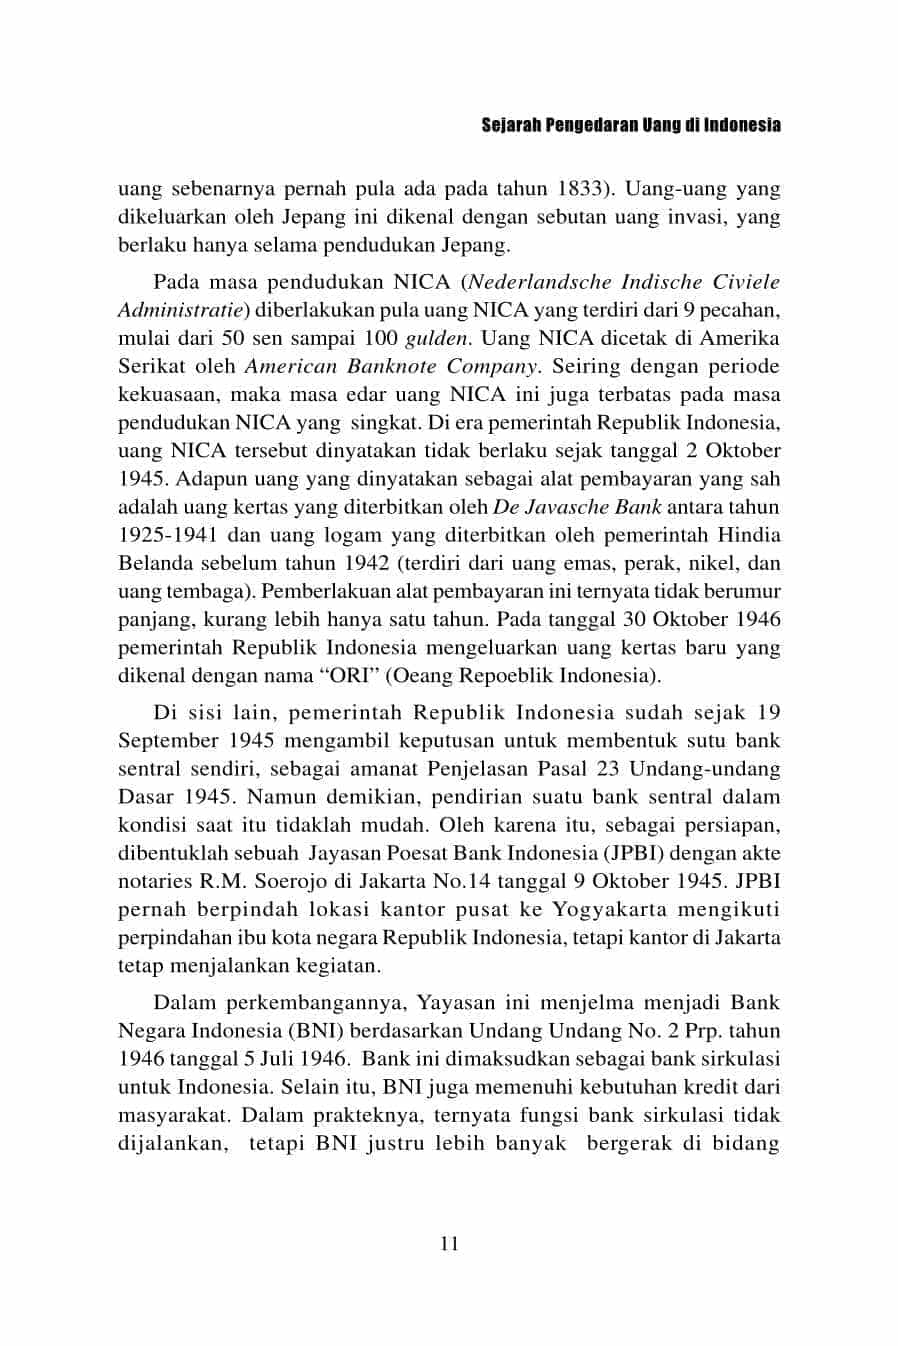 Sejarah Pengedaran Uang di Indonesia
uang sebenarnya pernah pula ada pada tahun 1833). Uang-uang yang
dikeluarkan oleh Jepang ini dikenal dengan sebutan uang invasi, yang
berlaku hanya selama pendudukan Jepang.
Pada masa pendudukan NICA (Nederlandsche Indische Civiele
Administratie) diberlakukan pula uang NICA yang terdiri dari 9 pecahan,
mulai dari 50 sen sampai 100 gulden. Uang NICA dicetak di Amerika
Serikat oleh American Banknote Company. Seiring dengan periode
kekuasaan, maka masa edar uang NICA ini juga terbatas pada masa
pendudukan NICA yang singkat. Di era pemerintah Republik Indonesia,
uang NICA tersebut dinyatakan tidak berlaku sejak tanggal 2 Oktober
1945. Adapun uang yang dinyatakan sebagai alat pembayaran yang sah
adalah uang kertas yang diterbitkan oleh De Javasche Bank antara tahun
1925-1941 dan uang logam yang diterbitkan oleh pemerintah Hindia
Belanda sebelum tahun 1942 (terdiri dari uang emas, perak, nikel, dan
uang tembaga). Pemberlakuan alat pembayaran ini ternyata tidak berumur
panjang, kurang lebih hanya satu tahun. Pada tanggal 30 Oktober 1946
pemerintah Republik Indonesia mengeluarkan uang kertas baru yang
dikenal dengan nama “ORI” (Oeang Repoeblik Indonesia).
Di sisi lain, pemerintah Republik Indonesia sudah sejak 19
September 1945 mengambil keputusan untuk membentuk sutu bank
sentral sendiri, sebagai amanat Penjelasan Pasal 23 Undang-undang
Dasar 1945. Namun demikian, pendirian suatu bank sentral dalam
kondisi saat itu tidaklah mudah. Oleh karena itu, sebagai persiapan,
dibentuklah sebuah Jayasan Poesat Bank Indonesia (JPBI) dengan akte
notaries R.M. Soerojo di Jakarta No.14 tanggal 9 Oktober 1945. JPBI
pernah berpindah lokasi kantor pusat ke Yogyakarta mengikuti
perpindahan ibu kota negara Republik Indonesia, tetapi kantor di Jakarta
tetap menjalankan kegiatan.
Dalam perkembangannya, Yayasan ini menjelma menjadi Bank
Negara Indonesia (BNI) berdasarkan Undang Undang No. 2 Prp. tahun
1946 tanggal 5 Juli 1946. Bank ini dimaksudkan sebagai bank sirkulasi
untuk Indonesia. Selain itu, BNI juga memenuhi kebutuhan kredit dari
masyarakat. Dalam prakteknya, ternyata fungsi bank sirkulasi tidak
dijalankan, tetapi BNI justru lebih banyak bergerak di bidang
11